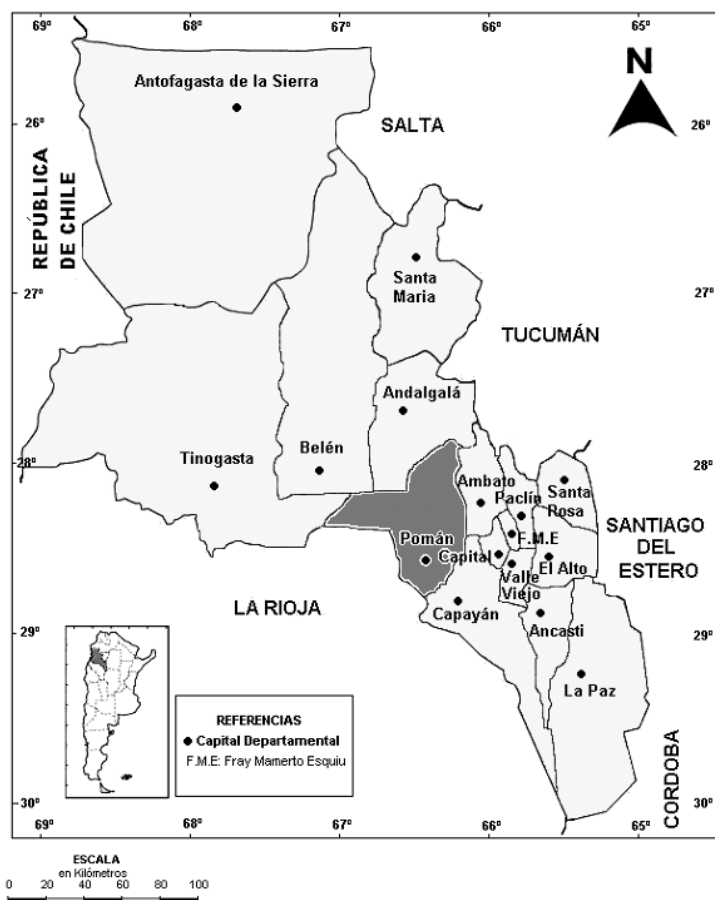 69° 68° 67° 66° 65°
Antofagasta de la Sierra
N
SALTA
26° 26°
REPUBLICA
DE CHILE
Santa
Maria
27° 27°
TUCUMÁN
Andalgalá
Belén
Tinogasta
28° 28°
Ambato
Paclín
Santa
Rosa
Pomán
Capital
F.M.E
SANTIAGO
DEL
ESTERO
El Alto
Valle
Viejo
LA RIOJA
Capayán
Ancasti
29° 29°
La Paz
REFERENCIAS
Capital Departamental
F.M.E: Fray Mamerto Esquiu
CORDOBA
30° 30°
69° 68° 67° 66° 65°
ESCALA
en Kilómetros
0 20 40 60 80 100